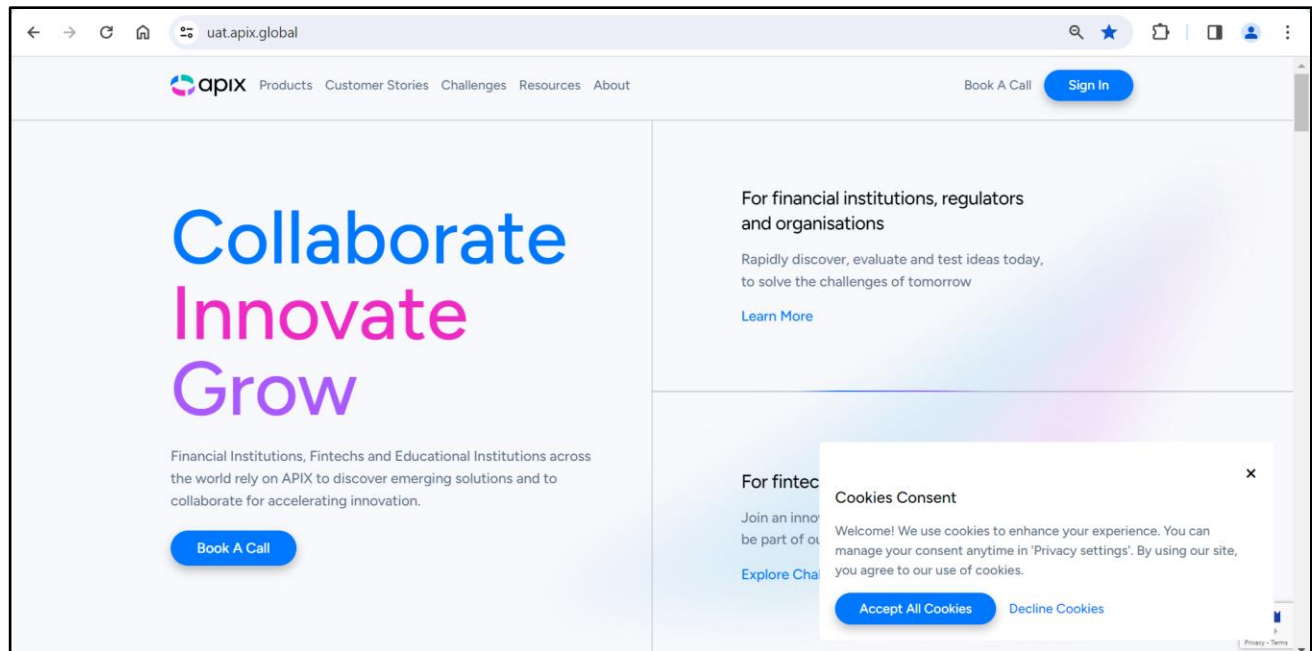 uat.apix.global
apix Products Customer Stories Challenges Resources About Book A Call Sign In
Collaborate
Innovate
Grow
Financial Institutions, Fintechs and Educational Institutions across
the world rely on APIX to discover emerging solutions and to
collaborate for accelerating innovation.
Book A Call
For financial institutions, regulators
and organisations
Rapidly discover, evaluate and test ideas today,
to solve the challenges of tomorrow
Learn More
For fintec
Join an inno
be part of ou
Explore Chal
Cookies Consent
Welcome! We use cookies to enhance your experience. You can
manage your consent anytime in 'Privacy settings'. By using our site,
you agree to our use of cookies.
Accept All Cookies Decline Cookies
Privacy - Terms